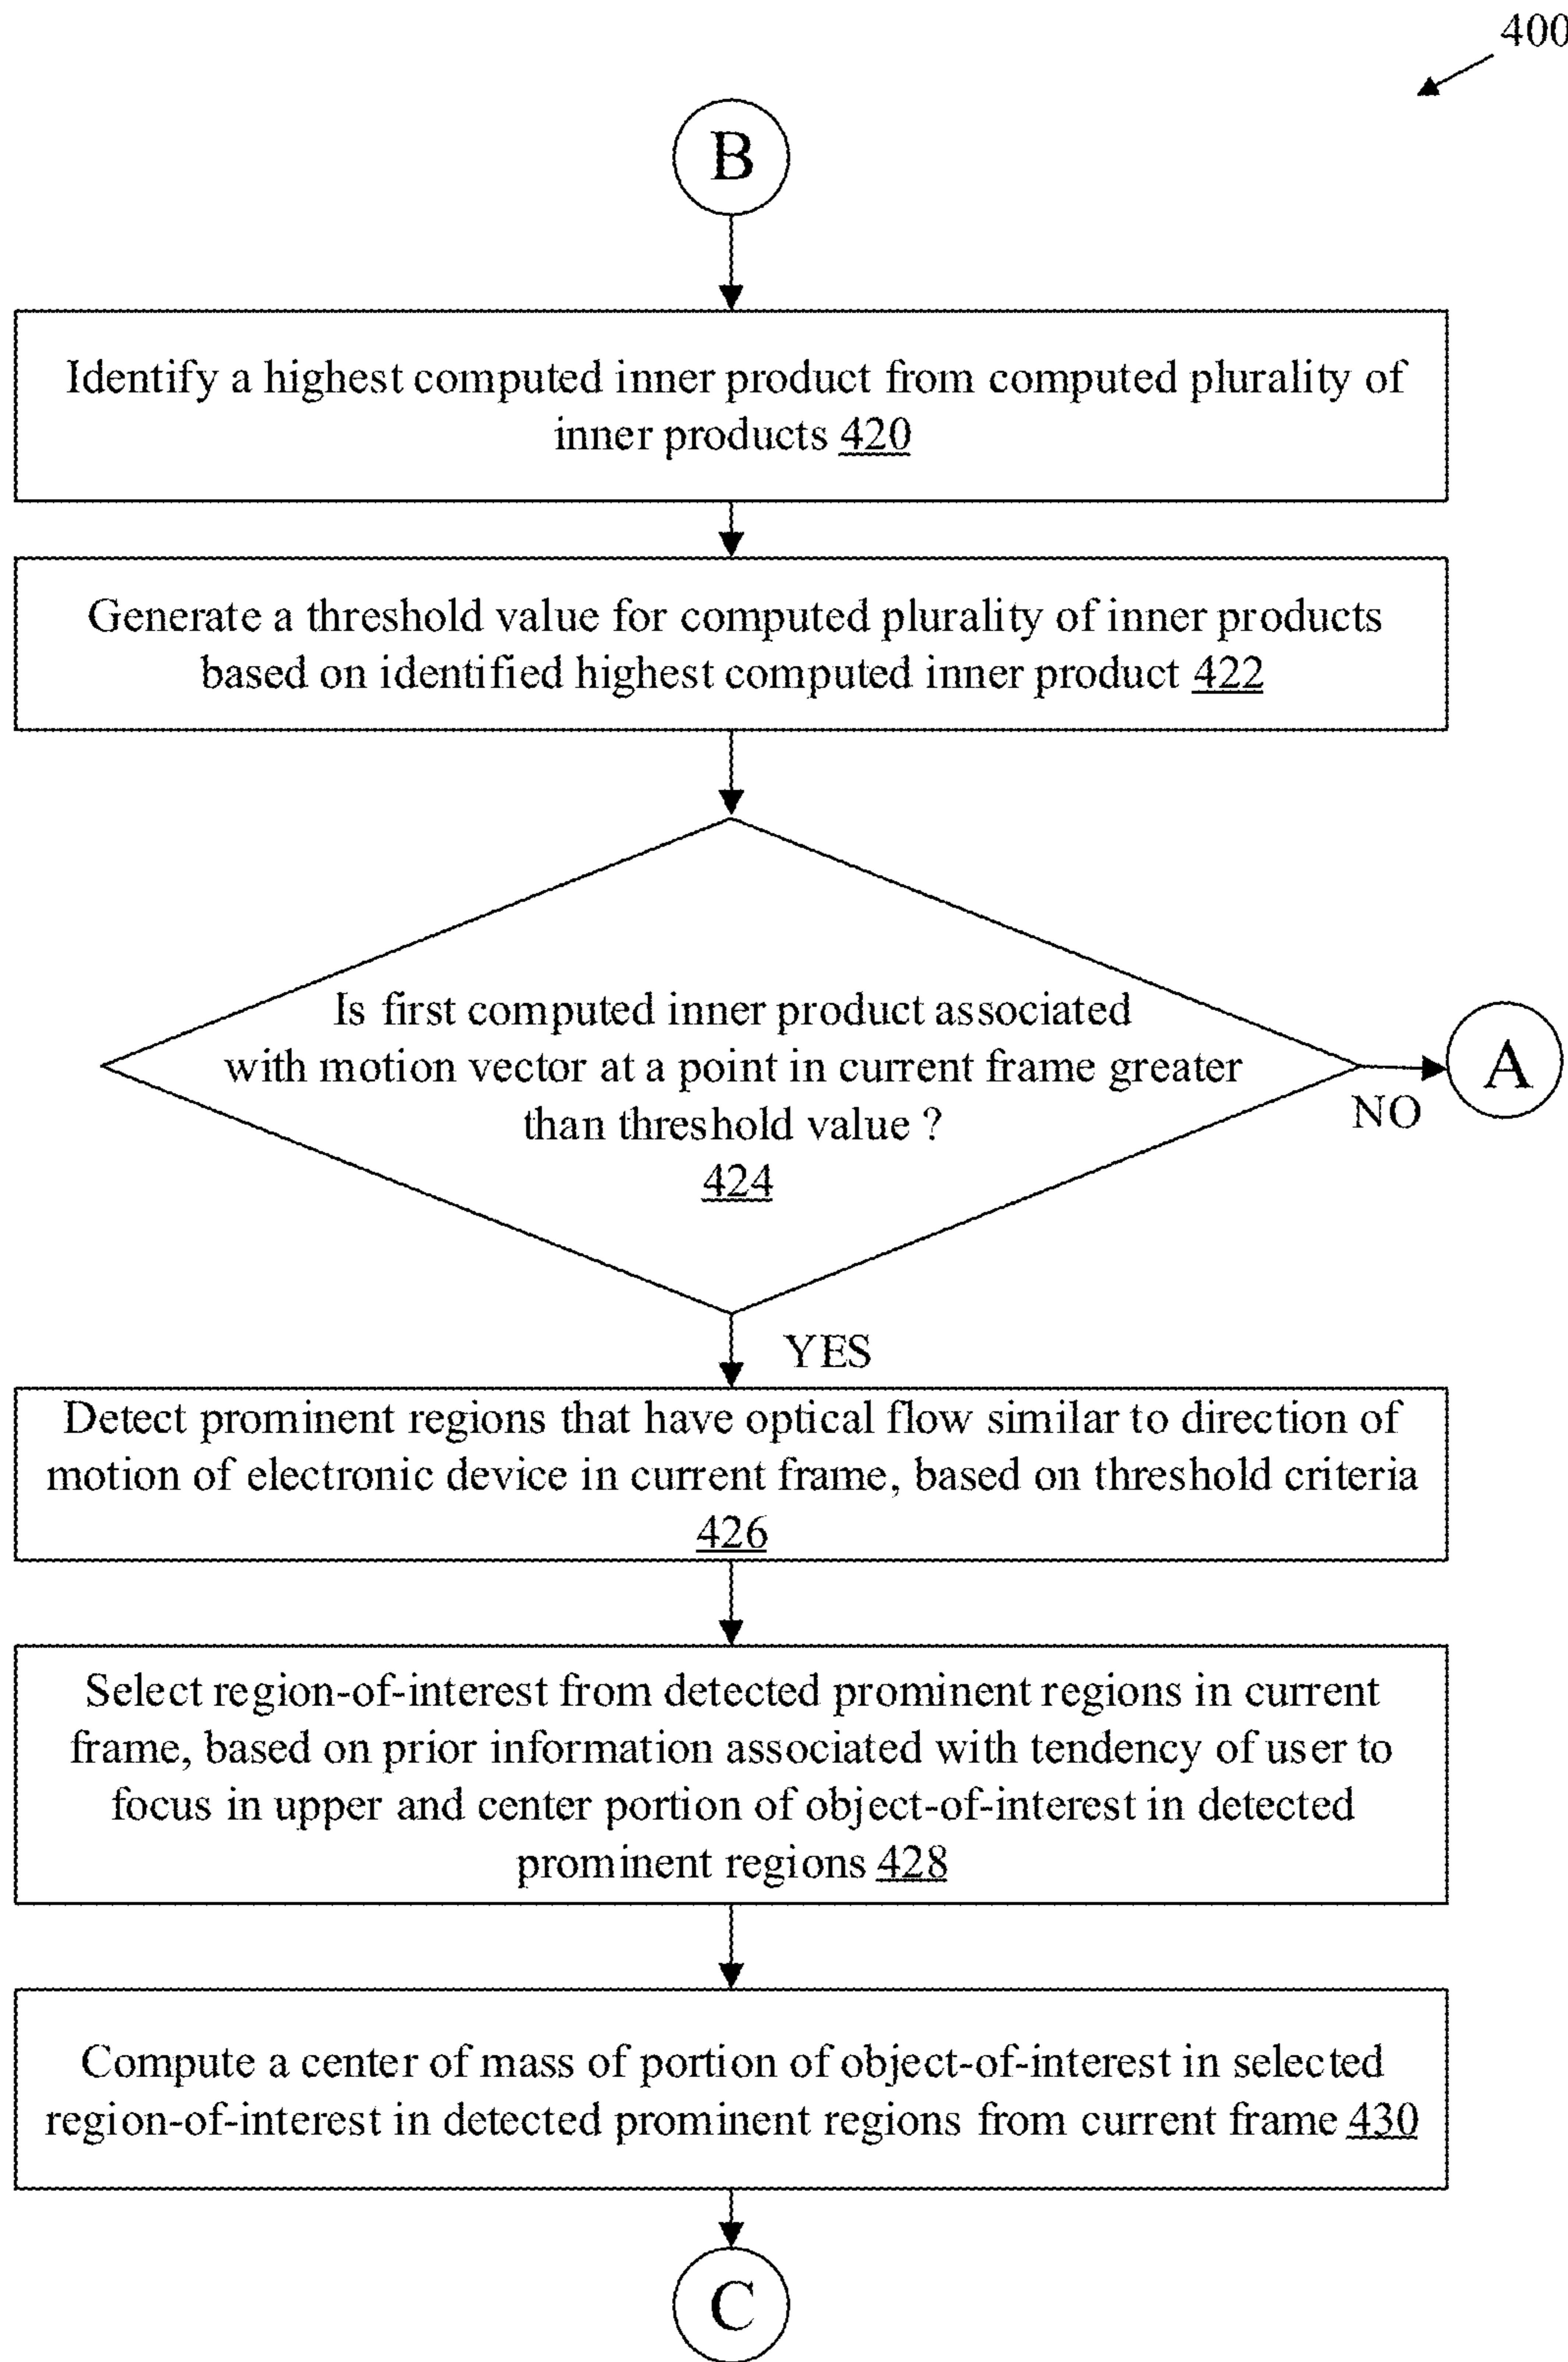 400
B
Identify a highest computed inner product from computed plurality of
inner products 420
Generate a threshold value for computed plurality of inner products
based on identified highest computed inner product 422
Is first computed inner product associated
with motion vector at a point in current frame greater
than threshold value ?
424
A
NO
YES
Detect prominent regions that have optical flow similar to direction of
motion of electronic device in current frame, based on threshold criteria
426
Select region-of-interest from detected prominent regions in current
frame, based on prior information associated with tendency of user to
focus in upper and center portion of object-of-interest in detected
prominent regions 428
Compute a center of mass of portion of object-of-interest in selected
region-of-interest in detected prominent regions from current frame 430
C